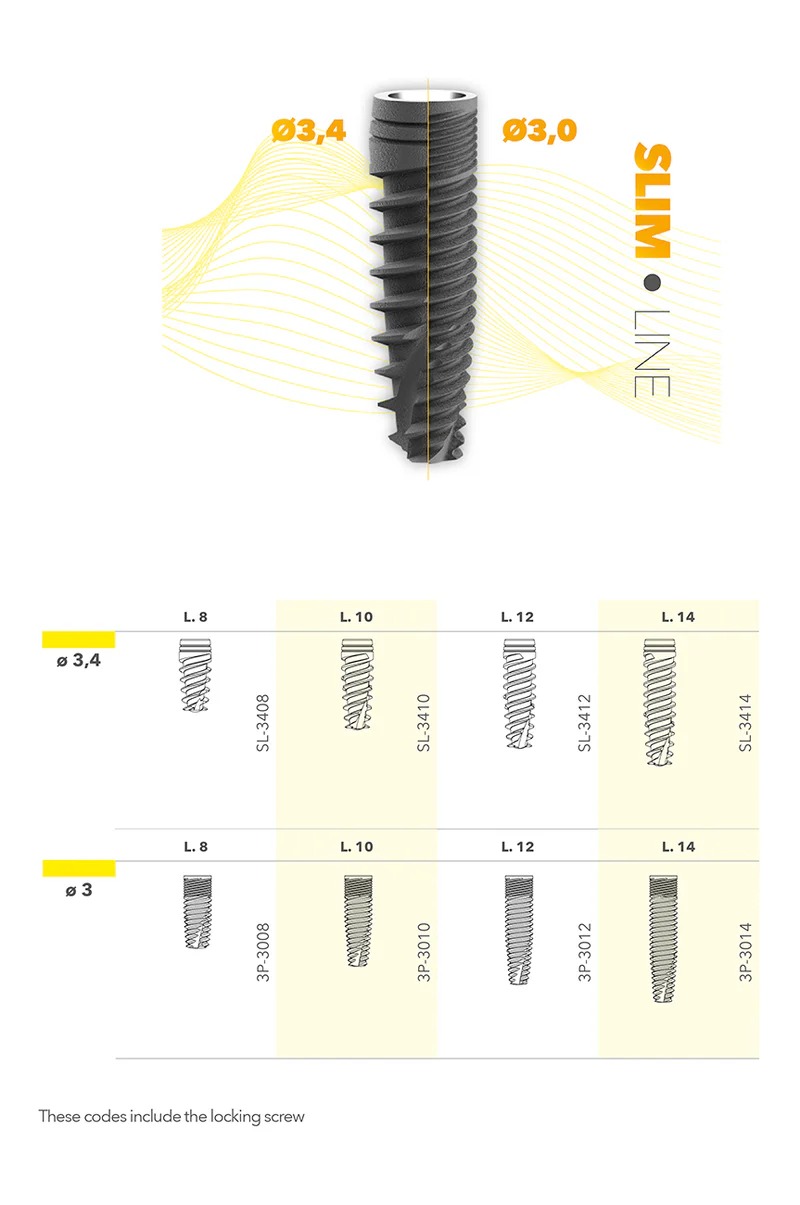 Ø3,4
Ø3,0
SLIM • LINE
L. 8
L. 10
L. 12
L. 14
ø 3,4
SL-3408
SL-3410
SL-3412
SL-3414
L. 8
L. 10
L. 12
L. 14
ø 3
3P-3008
3P-3010
3P-3012
3P-3014
These codes include the locking screw